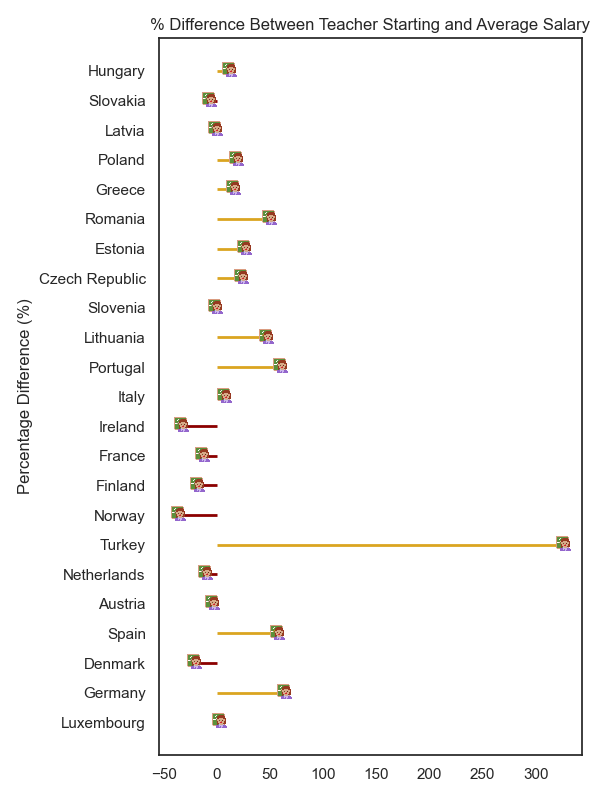 % Difference Between Teacher Starting and Average Salary
Percentage Difference (%)
Hungary
Slovakia
Latvia
Poland
Greece
Romania
Estonia
Czech Republic
Slovenia
Lithuania
Portugal
Italy
Ireland
France
Finland
Norway
Turkey
Netherlands
Austria
Spain
Denmark
Germany
Luxembourg
−50 0 50 100 150 200 250 300